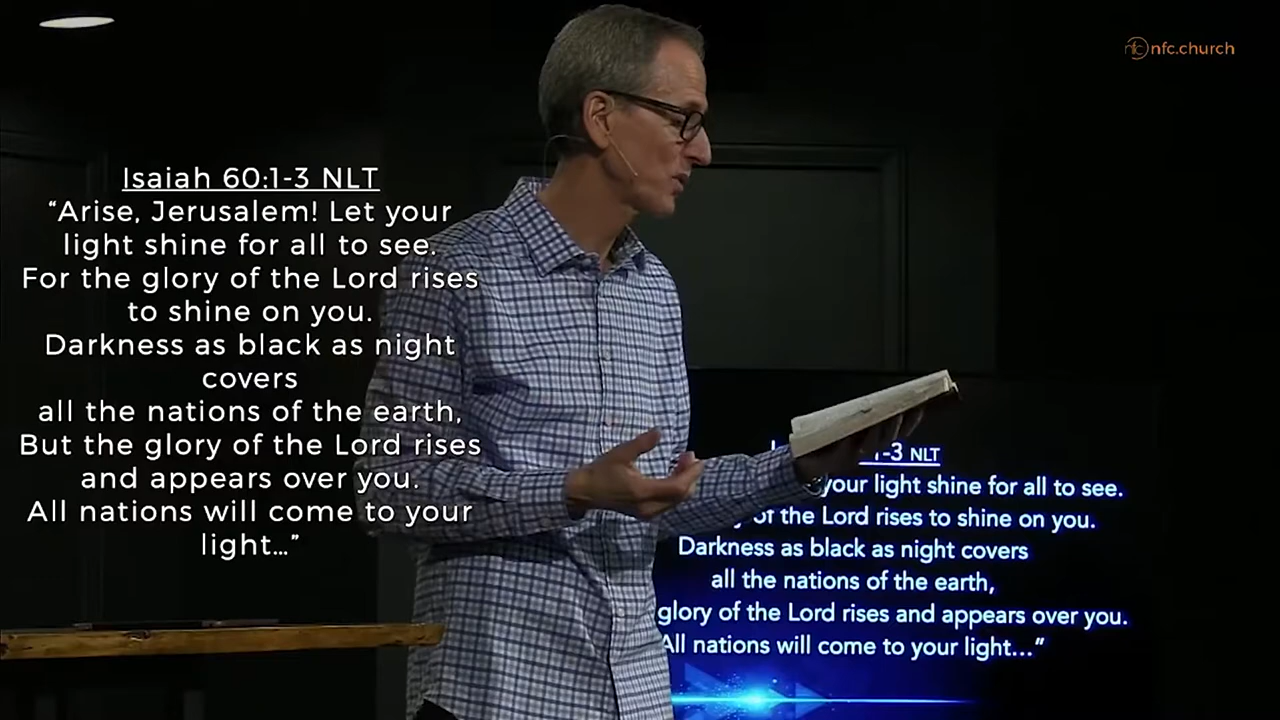 nfc.church
Isaiah 60:1-3 NLT
“Arise, Jerusalem! Let your
light shine for all to see.
For the glory of the Lord rises
to shine on you.
Darkness as black as night
covers
all the nations of the earth,
But the glory of the Lord rises
and appears over you.
All nations will come to your
light…”
1-3 NLT
your light shine for all to see.
of the Lord rises to shine on you.
Darkness as black as night covers
all the nations of the earth,
glory of the Lord rises and appears over you.
All nations will come to your light…”